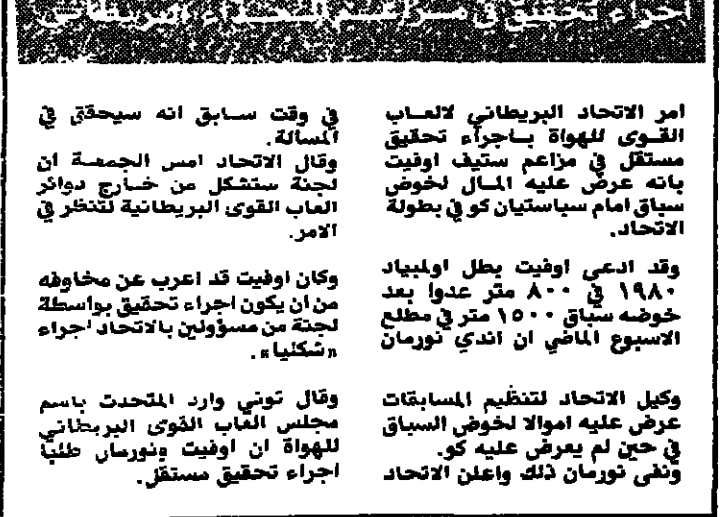 اجراء تحقيق في مزاعم العداء البريطاني
امر الاتحاد البريطاني لالعاب
القوى للهواة باجراء تحقيق
مستقل في مزاعم ستيف اوفيت
بانه عرض عليه المال لخوض
سباق امام سباستيان كو في بطولة
الاتحاد.
وقد ادعى اوفيت بطل اولمبياد
١٩٨٠ في ٨٠٠ متر عدوا بعد
خوضه سباق ١٥٠٠ متر في مطلع
الاسبوع الماضي ان اندي نورمان
وكيل الاتحاد لتنظيم المسابقات
عرض عليه اموالا لخوض السباق
في حين لم يعرض عليه كو.
ونفى نورمان ذلك واعلن الاتحاد
في وقت سابق انه سيحقق في
المسالة.
وقال الاتحاد امس الجمعة ان
لجنة ستشكل من خارج دوائر
العاب القوى البريطانية لتنظر في
الامر.
وكان اوفيت قد اعرب عن مخاوفه
من ان يكون اجراء تحقيق بواسطة
لجنة من مسؤولين بالاتحاد اجراء
«شكليا».
وقال توني وارد المتحدث باسم
مجلس العاب القوى البريطاني
للهواة ان اوفيت ونورمان طلبا
اجراء تحقيق مستقل.